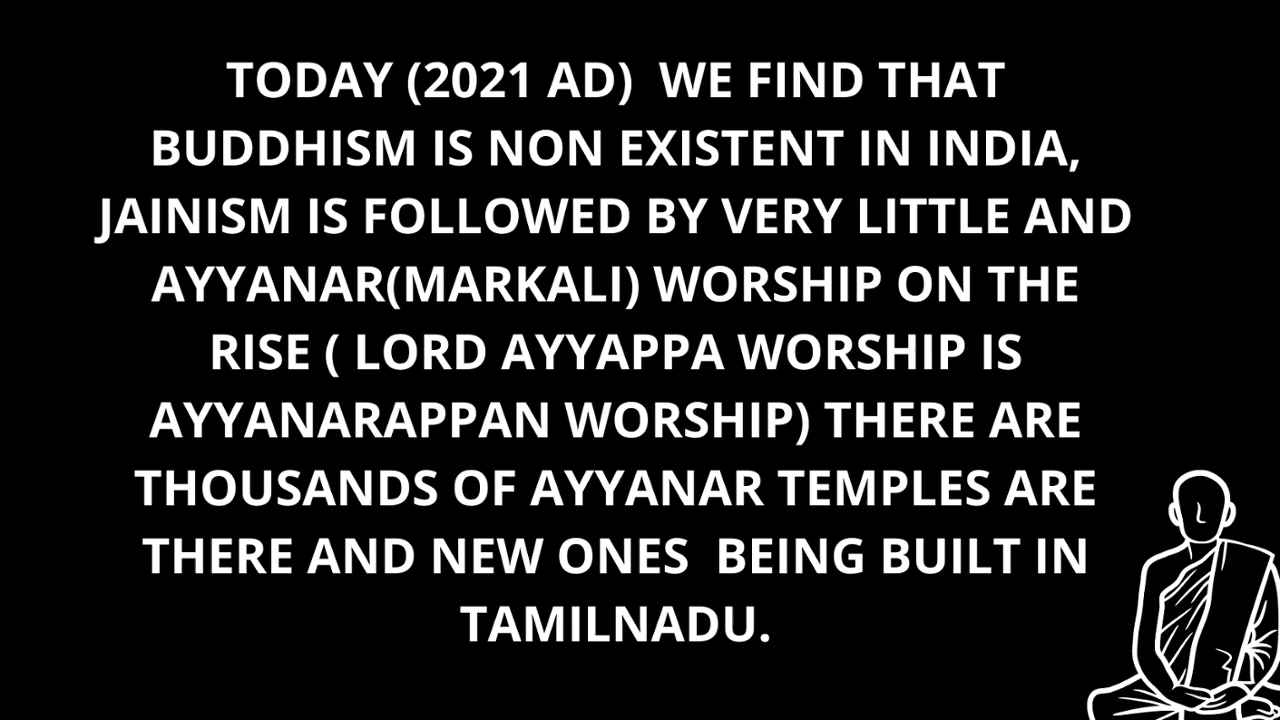 TODAY (2021 AD)  WE FIND THAT
BUDDHISM IS NON EXISTENT IN INDIA,
JAINISM IS FOLLOWED BY VERY LITTLE AND
AYYANAR(MARKALI) WORSHIP ON THE
RISE ( LORD AYYAPPA WORSHIP IS
AYYANARAPPAN WORSHIP) THERE ARE
THOUSANDS OF AYYANAR TEMPLES ARE
THERE AND NEW ONES  BEING BUILT IN
TAMILNADU.